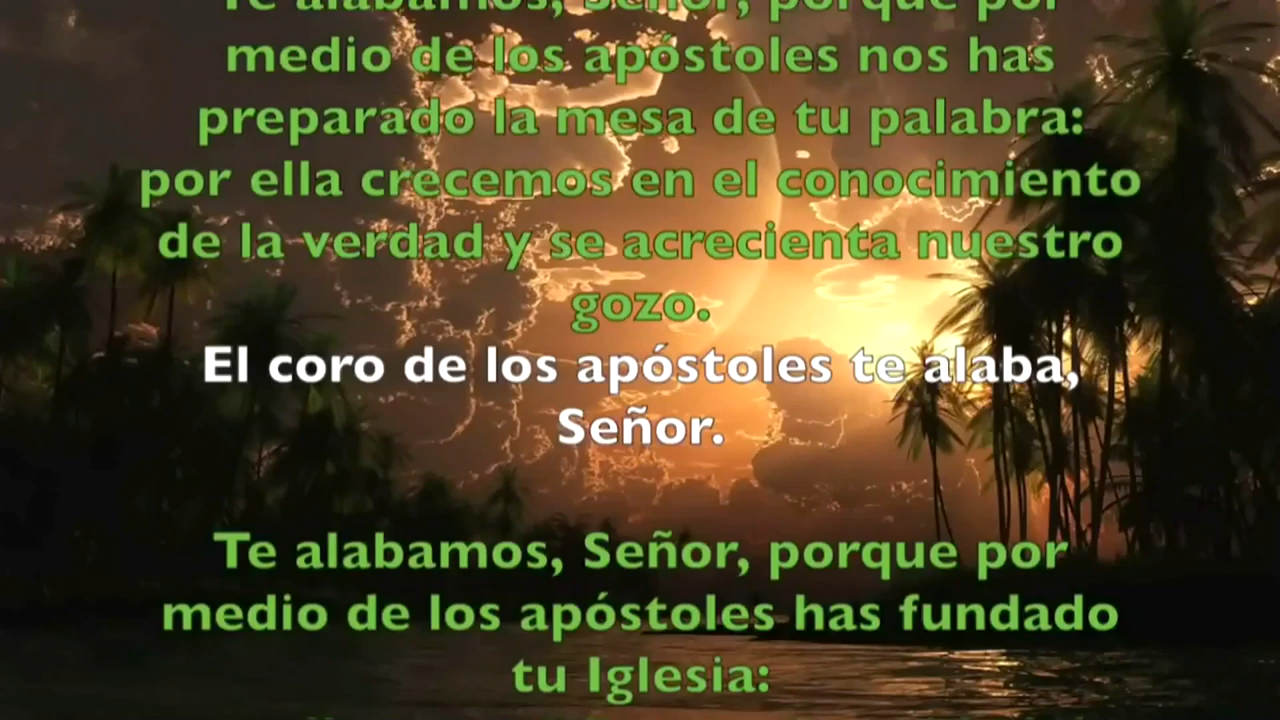 Te alabamos, Señor, porque por
medio de los apóstoles nos has
preparado la mesa de tu palabra:
por ella crecemos en el conocimiento
de la verdad y se acrecienta nuestro
gozo.
El coro de los apóstoles te alaba,
Señor.
Te alabamos, Señor, porque por
medio de los apóstoles has fundado
tu Iglesia: